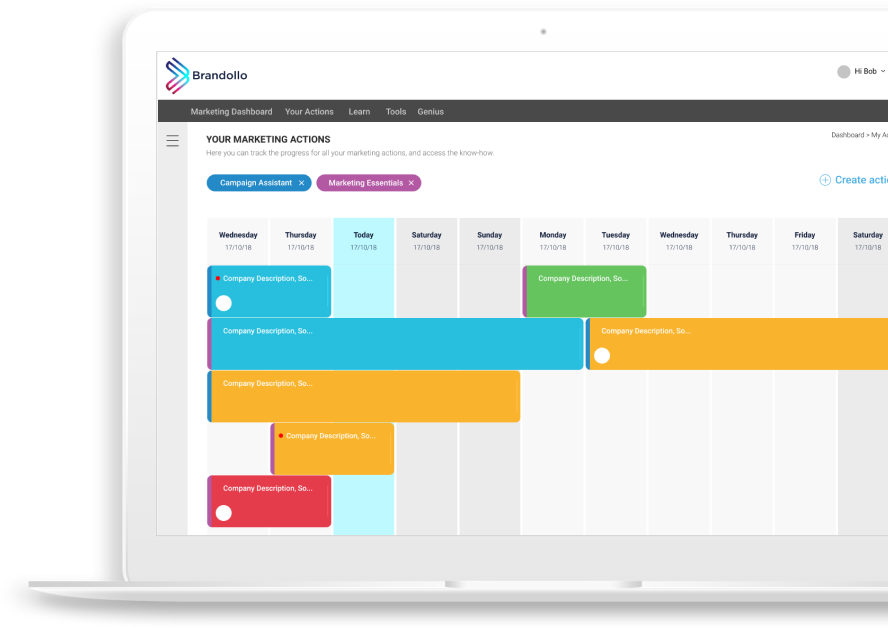 Brandollo
Hi Bob
Marketing Dashboard Your Actions Learn Tools Genius
Dashboard > My Ac
YOUR MARKETING ACTIONS
Here you can track the progress for all your marketing actions, and access the know-how.
Campaign Assistant × Marketing Essentials ×
Create actio
Wednesday Thursday Today Saturday Sunday Monday Tuesday Wednesday Thursday Friday Saturday
17/10/18 17/10/18 17/10/18 17/10/18 17/10/18 17/10/18 17/10/18 17/10/18 17/10/18 17/10/18 17/10/18
Company Description, So... Company Description, So...
Company Description, So... Company Description, So...
Company Description, So...
Company Description, So...
Company Description, So...